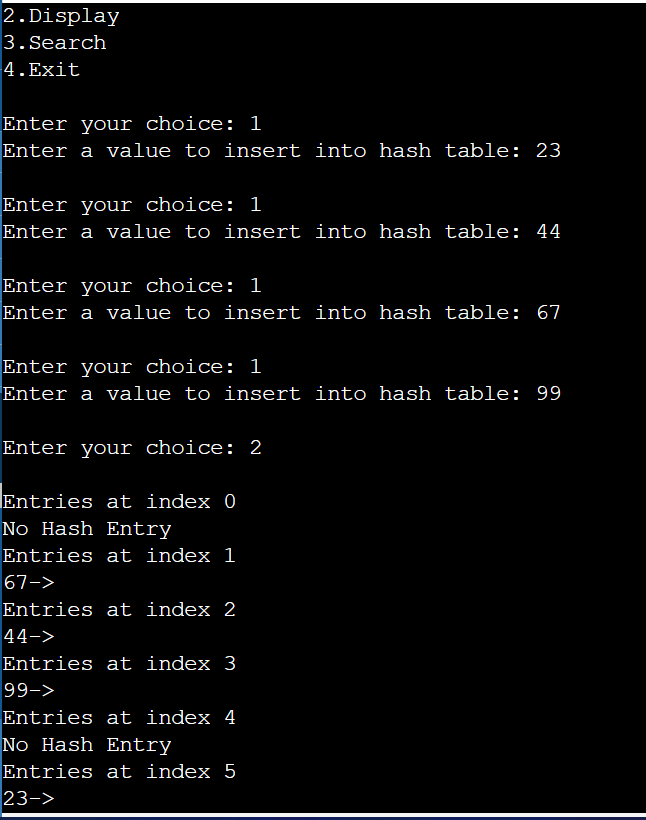 2.Display
3.Search
4.Exit
Enter your choice: 1
Enter a value to insert into hash table: 23
Enter your choice: 1
Enter a value to insert into hash table: 44
Enter your choice: 1
Enter a value to insert into hash table: 67
Enter your choice: 1
Enter a value to insert into hash table: 99
Enter your choice: 2
Entries at index 0
No Hash Entry
Entries at index 1
67->
Entries at index 2
44->
Entries at index 3
99->
Entries at index 4
No Hash Entry
Entries at index 5
23->